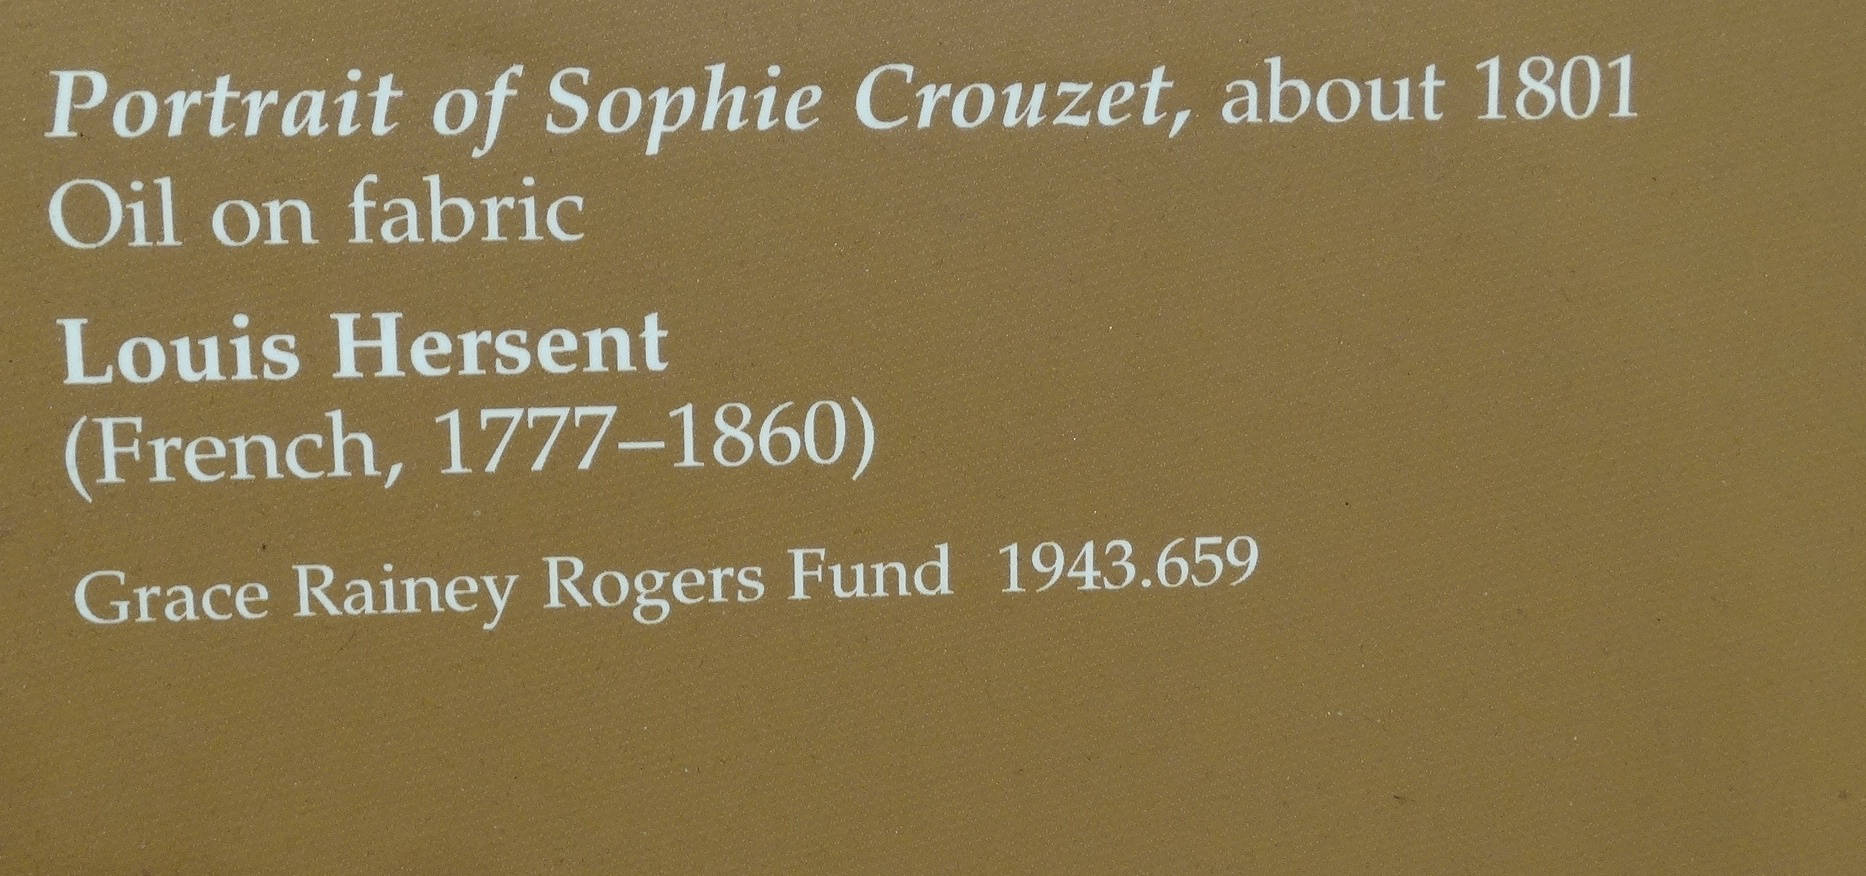 Portrait of Sophie Crouzet, about 1801
Oil on fabric
Louis Hersent
(French, 1777–1860)
Grace Rainey Rogers Fund 1943.659